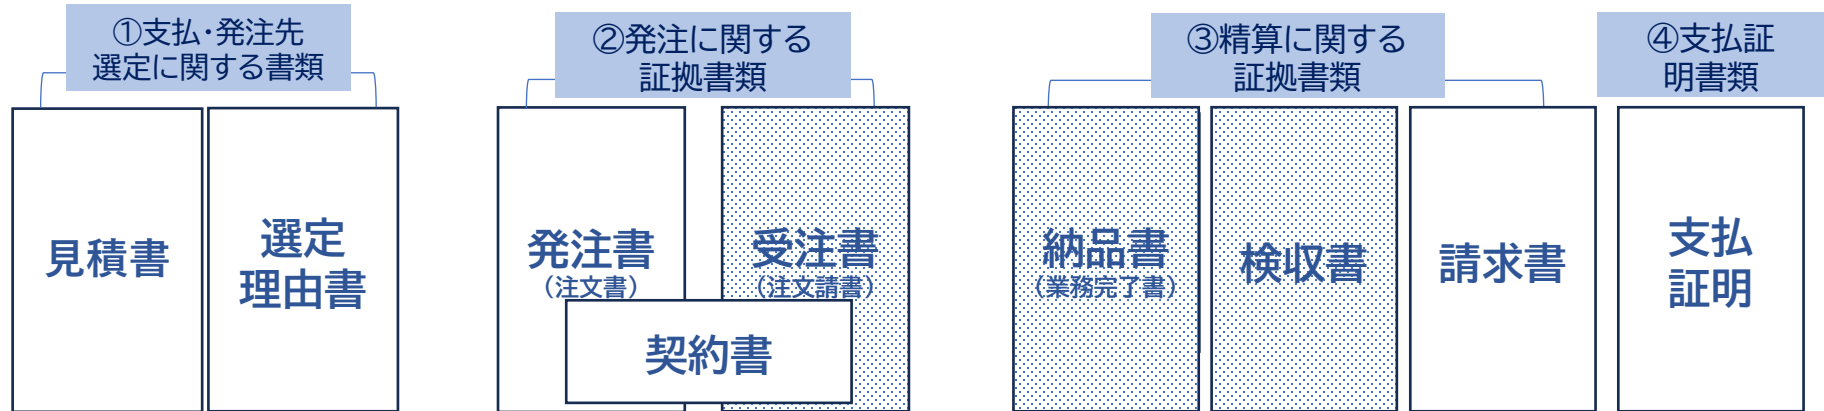 ①支払・発注先
選定に関する書類
②発注に関する
証拠書類
③精算に関する
証拠書類
④支払証
明書類
見積書
選定
理由書
発注書
（注文書）
受注書
（注文請書）
契約書
納品書
（業務完了書）
検収書
請求書
支払
証明